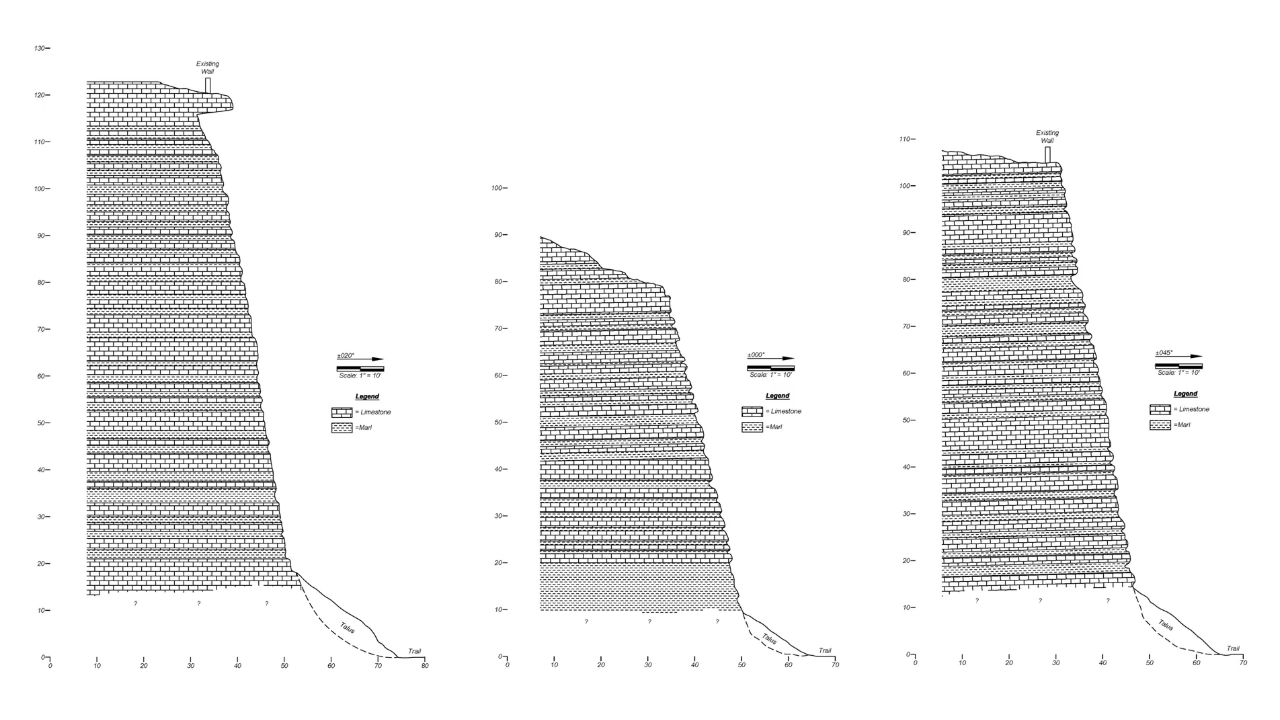 130
Existing
Wall
120
110
100
90
80
70
60
50
40
30
20
10
0
? ? ?
Talus
Trail
0 10 20 30 40 50 60 70 80
±020°
Scale: 1" = 10'
Legend
= Limestone
=Marl
100
90
80
70
60
50
40
30
20
10
0
? ? ?
Talus
Trail
0 10 20 30 40 50 60 70
±000°
Scale: 1" = 10'
Legend
= Limestone
=Marl
Existing
Wall
110
100
90
80
70
60
50
40
30
20
10
0
? ? ?
Talus
Trail
0 10 20 30 40 50 60 70
±045°
Scale: 1" = 10'
Legend
= Limestone
=Marl